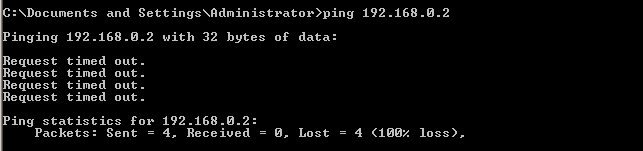 C:\Documents and Settings\Administrator>ping 192.168.0.2
Pinging 192.168.0.2 with 32 bytes of data:
Request timed out.
Request timed out.
Request timed out.
Request timed out.
Ping statistics for 192.168.0.2:
    Packets: Sent = 4, Received = 0, Lost = 4 (100% loss),